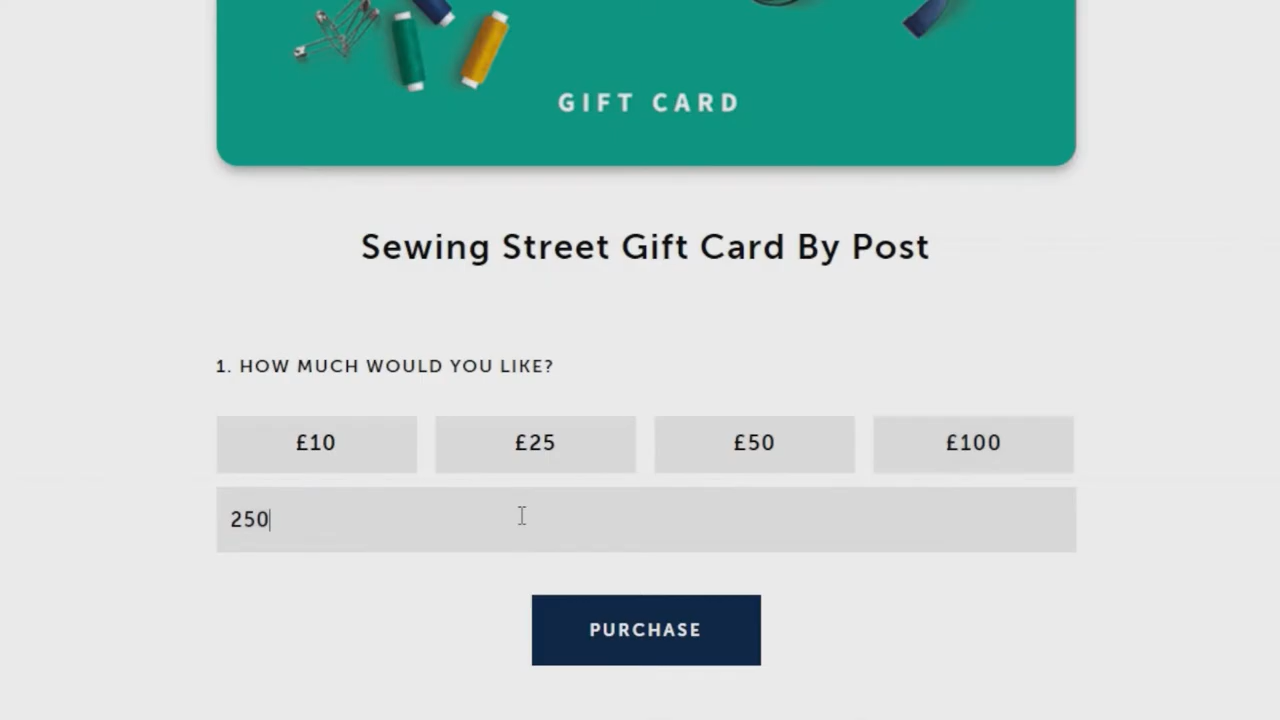 GIFT CARD
Sewing Street Gift Card By Post
1. HOW MUCH WOULD YOU LIKE?
£10 £25 £50 £100
250
PURCHASE